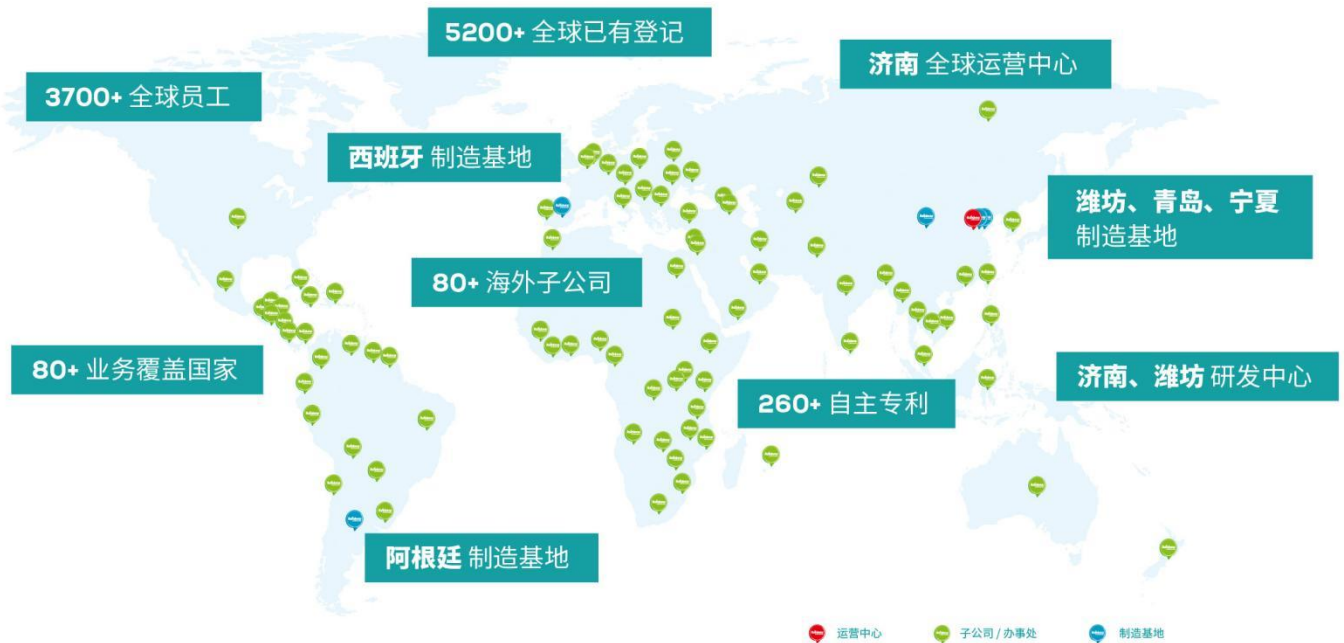 5200+ 全球已有登记
济南 全球运营中心
3700+ 全球员工
西班牙 制造基地
潍坊、青岛、宁夏
制造基地
80+ 海外子公司
80+ 业务覆盖国家
济南、潍坊 研发中心
260+ 自主专利
阿根廷 制造基地
运营中心
子公司 / 办事处
制造基地